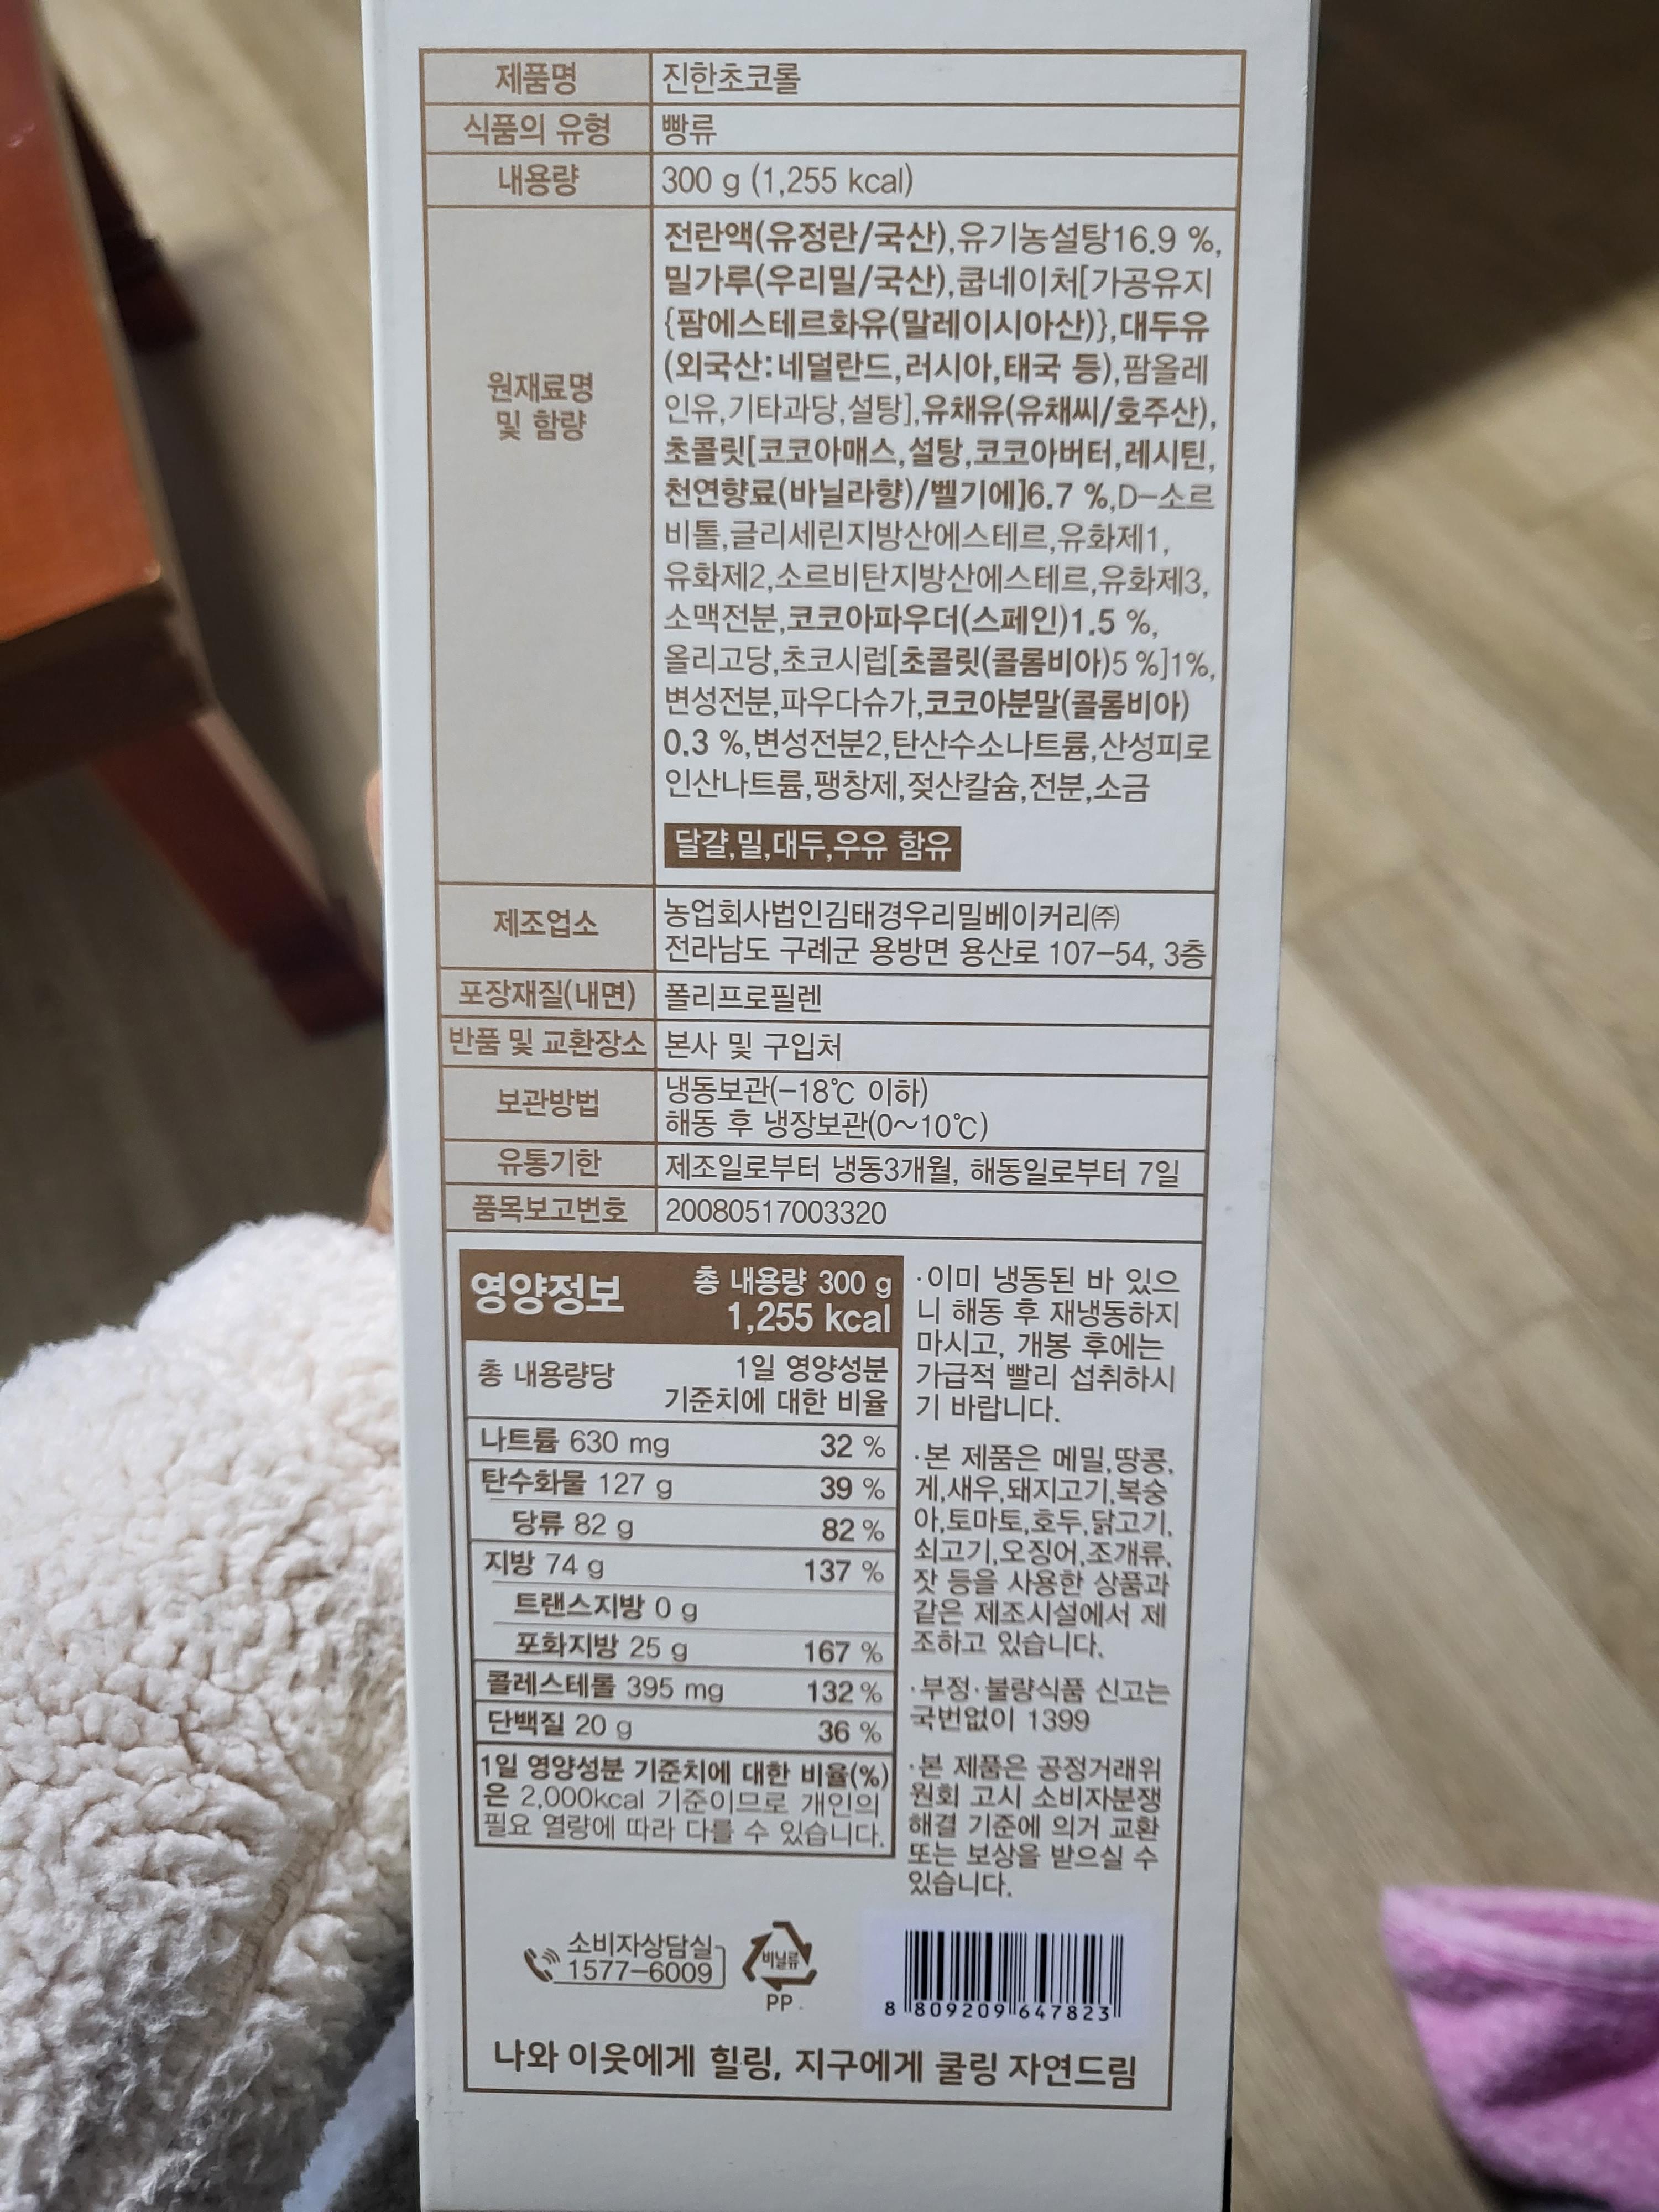 제품명 진한초코롤
식품의 유형 빵류
내용량 300 g (1,255 kcal)
원재료명
및 함량
전란액(유정란/국산),유기농설탕16.9 %,
밀가루(우리밀/국산),쿱네이처[가공유지
{팜에스테르화유(말레이시아산)},대두유
(외국산:네덜란드,러시아,태국 등),팜올레
인유,기타과당,설탕],유채유(유채씨/호주산),
초콜릿[코코아매스,설탕,코코아버터,레시틴,
천연향료(바닐라향)/벨기에]6.7 %,D-소르
비톨,글리세린지방산에스테르,유화제1,
유화제2,소르비탄지방산에스테르,유화제3,
소맥전분,코코아파우더(스페인)1.5 %,
올리고당,초코시럽[초콜릿(콜롬비아)5 %]1%,
변성전분,파우다슈가,코코아분말(콜롬비아)
0.3 %,변성전분2,탄산수소나트륨,산성피로
인산나트륨,팽창제,젖산칼슘,전분,소금
달걀,밀,대두,우유 함유
제조업소
농업회사법인김태경우리밀베이커리㈜
전라남도 구례군 용방면 용산로 107-54, 3층
포장재질(내면) 폴리프로필렌
반품 및 교환장소 본사 및 구입처
보관방법
냉동보관(-18℃ 이하)
해동 후 냉장보관(0~10℃)
유통기한 제조일로부터 냉동3개월, 해동일로부터 7일
품목보고번호 20080517003320
영양정보
총 내용량 300 g
1,255 kcal
총 내용량당
1일 영양성분
기준치에 대한 비율
나트륨 630 mg 32 %
탄수화물 127 g 39 %
당류 82 g 82 %
지방 74 g 137 %
트랜스지방 0 g
포화지방 25 g 167 %
콜레스테롤 395 mg 132 %
단백질 20 g 36 %
1일 영양성분 기준치에 대한 비율(%)
은 2,000kcal 기준이므로 개인의
필요 열량에 따라 다를 수 있습니다.
·이미 냉동된 바 있으
니 해동 후 재냉동하지
마시고, 개봉 후에는
가급적 빨리 섭취하시
기 바랍니다.
·본 제품은 메밀,땅콩,
게,새우,돼지고기,복숭
아,토마토,호두,닭고기,
쇠고기,오징어,조개류,
잣 등을 사용한 상품과
같은 제조시설에서 제
조하고 있습니다.
·부정·불량식품 신고는
국번없이 1399
·본 제품은 공정거래위
원회 고시 소비자분쟁
해결 기준에 의거 교환
또는 보상을 받으실 수
있습니다.
소비자상담실
1577-6009
비닐류
PP
8 809209 647823
나와 이웃에게 힐링, 지구에게 쿨링 자연드림